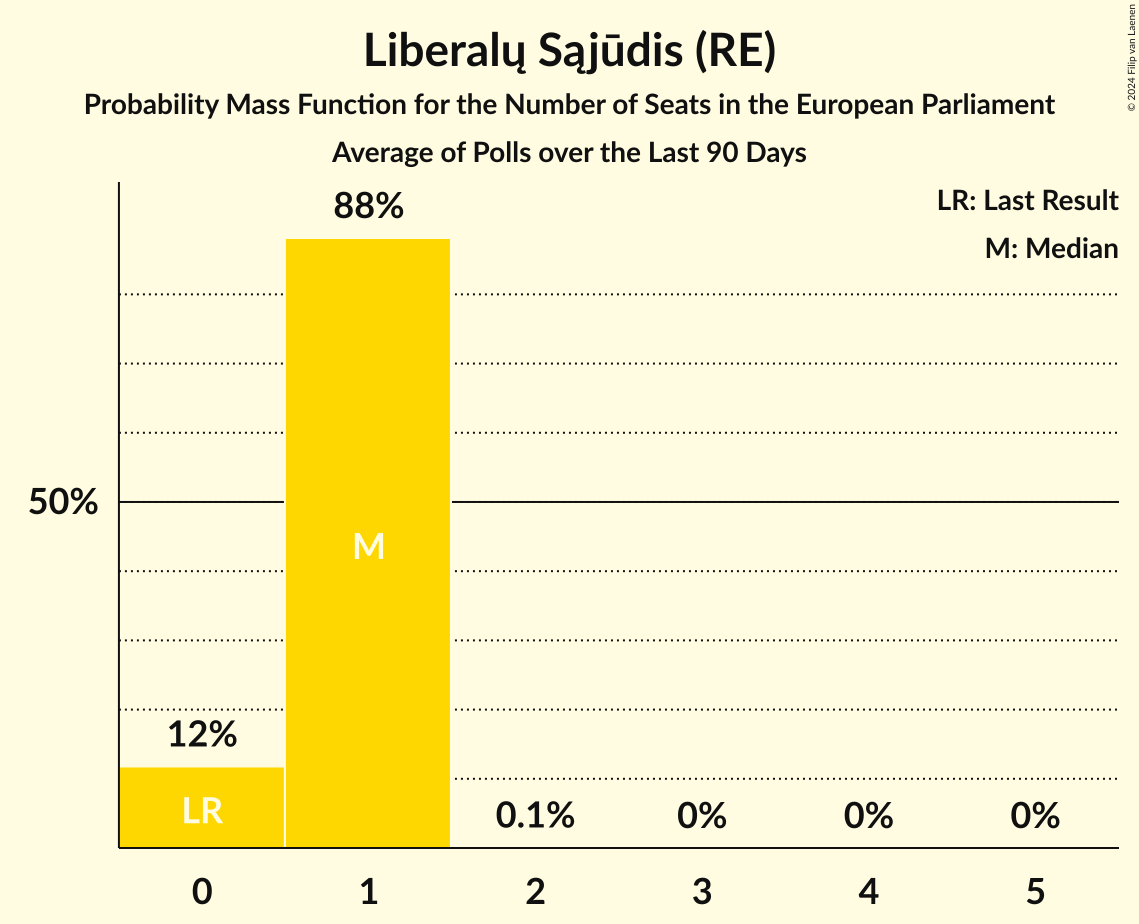 Liberalų Sąjūdis (RE)
Probability Mass Function for the Number of Seats in the European Parliament
Average of Polls over the Last 90 Days
© 2024 Filip van Laenen
LR: Last Result
M: Median
88%
50%
M
12%
LR
0.1%
0%
0%
0%
0
1
2
3
4
5